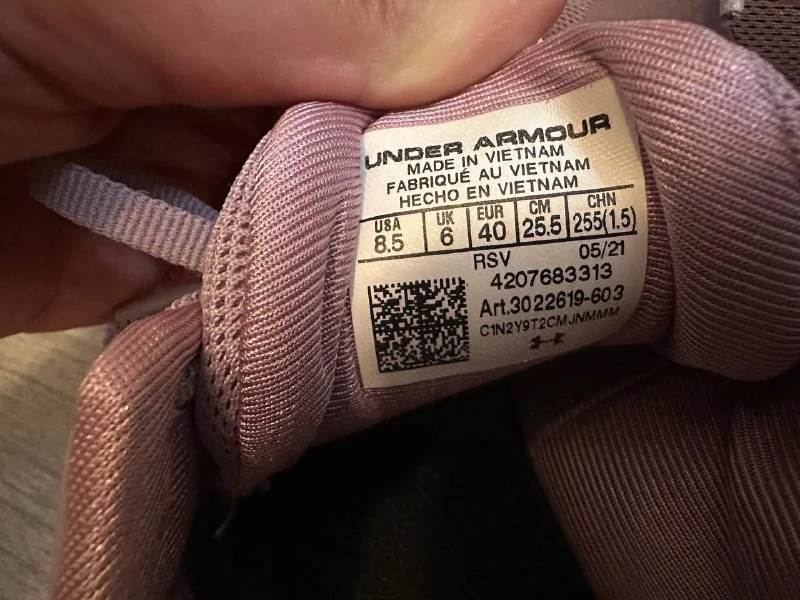 UNDER ARMOUR
MADE IN VIETNAM
FABRIQUÉ AU VIETNAM
HECHO EN VIETNAM
USA UK EUR CM CHN
8.5 6 40 25.5 255(1.5)
RSV 05/21
4207683313
Art.3022619-603
C1N2Y9T2CMJNMMM